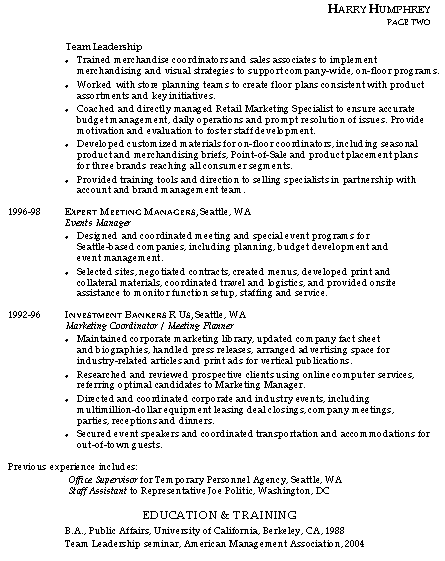 HARRY HUMPHREY
PAGE TWO
Team Leadership
• Trained merchandise coordinators and sales associates to implement
merchandising and visual strategies to support company-wide, on-floor programs.
• Worked with store planning teams to create floor plans consistent with product
assortments and key initiatives.
• Coached and directly managed Retail Marketing Specialist to ensure accurate
budget management, daily operations and prompt resolution of issues. Provide
motivation and evaluation to foster staff development.
• Developed customized materials for on-floor coordinators, including seasonal
product and merchandising briefs, Point-of-Sale and product placement plans
for three brands reaching all consumer segments.
• Provided training tools and direction to selling specialists in partnership with
account and brand management team.
1996-98 EXPERT MEETING MANAGERS, Seattle, WA
Events Manager
• Designed and coordinated meeting and special event programs for
Seattle-based companies, including planning, budget development and
event management.
• Selected sites, negotiated contracts, created menus, developed print and
collateral materials, coordinated travel and logistics, and provided onsite
assistance to monitor function setup, staffing and service.
1992-96 INVESTMENT BANKERS R US, Seattle, WA
Marketing Coordinator / Meeting Planner
• Maintained corporate marketing library, updated company fact sheet
and biographies, handled press releases, arranged advertising space for
industry-related articles and print ads for vertical publications.
• Researched and reviewed prospective clients using online computer services,
referring optimal candidates to Marketing Manager.
• Directed and coordinated corporate and industry events, including
multimillion-dollar equipment leasing deal closings, company meetings,
parties, receptions and dinners.
• Secured event speakers and coordinated transportation and accommodations for
out-of-town guests.
Previous experience includes:
Office Supervisor for Temporary Personnel Agency, Seattle, WA
Staff Assistant to Representative Joe Politic, Washington, DC
EDUCATION & TRAINING
B.A., Public Affairs, University of California, Berkeley, CA, 1988
Team Leadership seminar, American Management Association, 2004